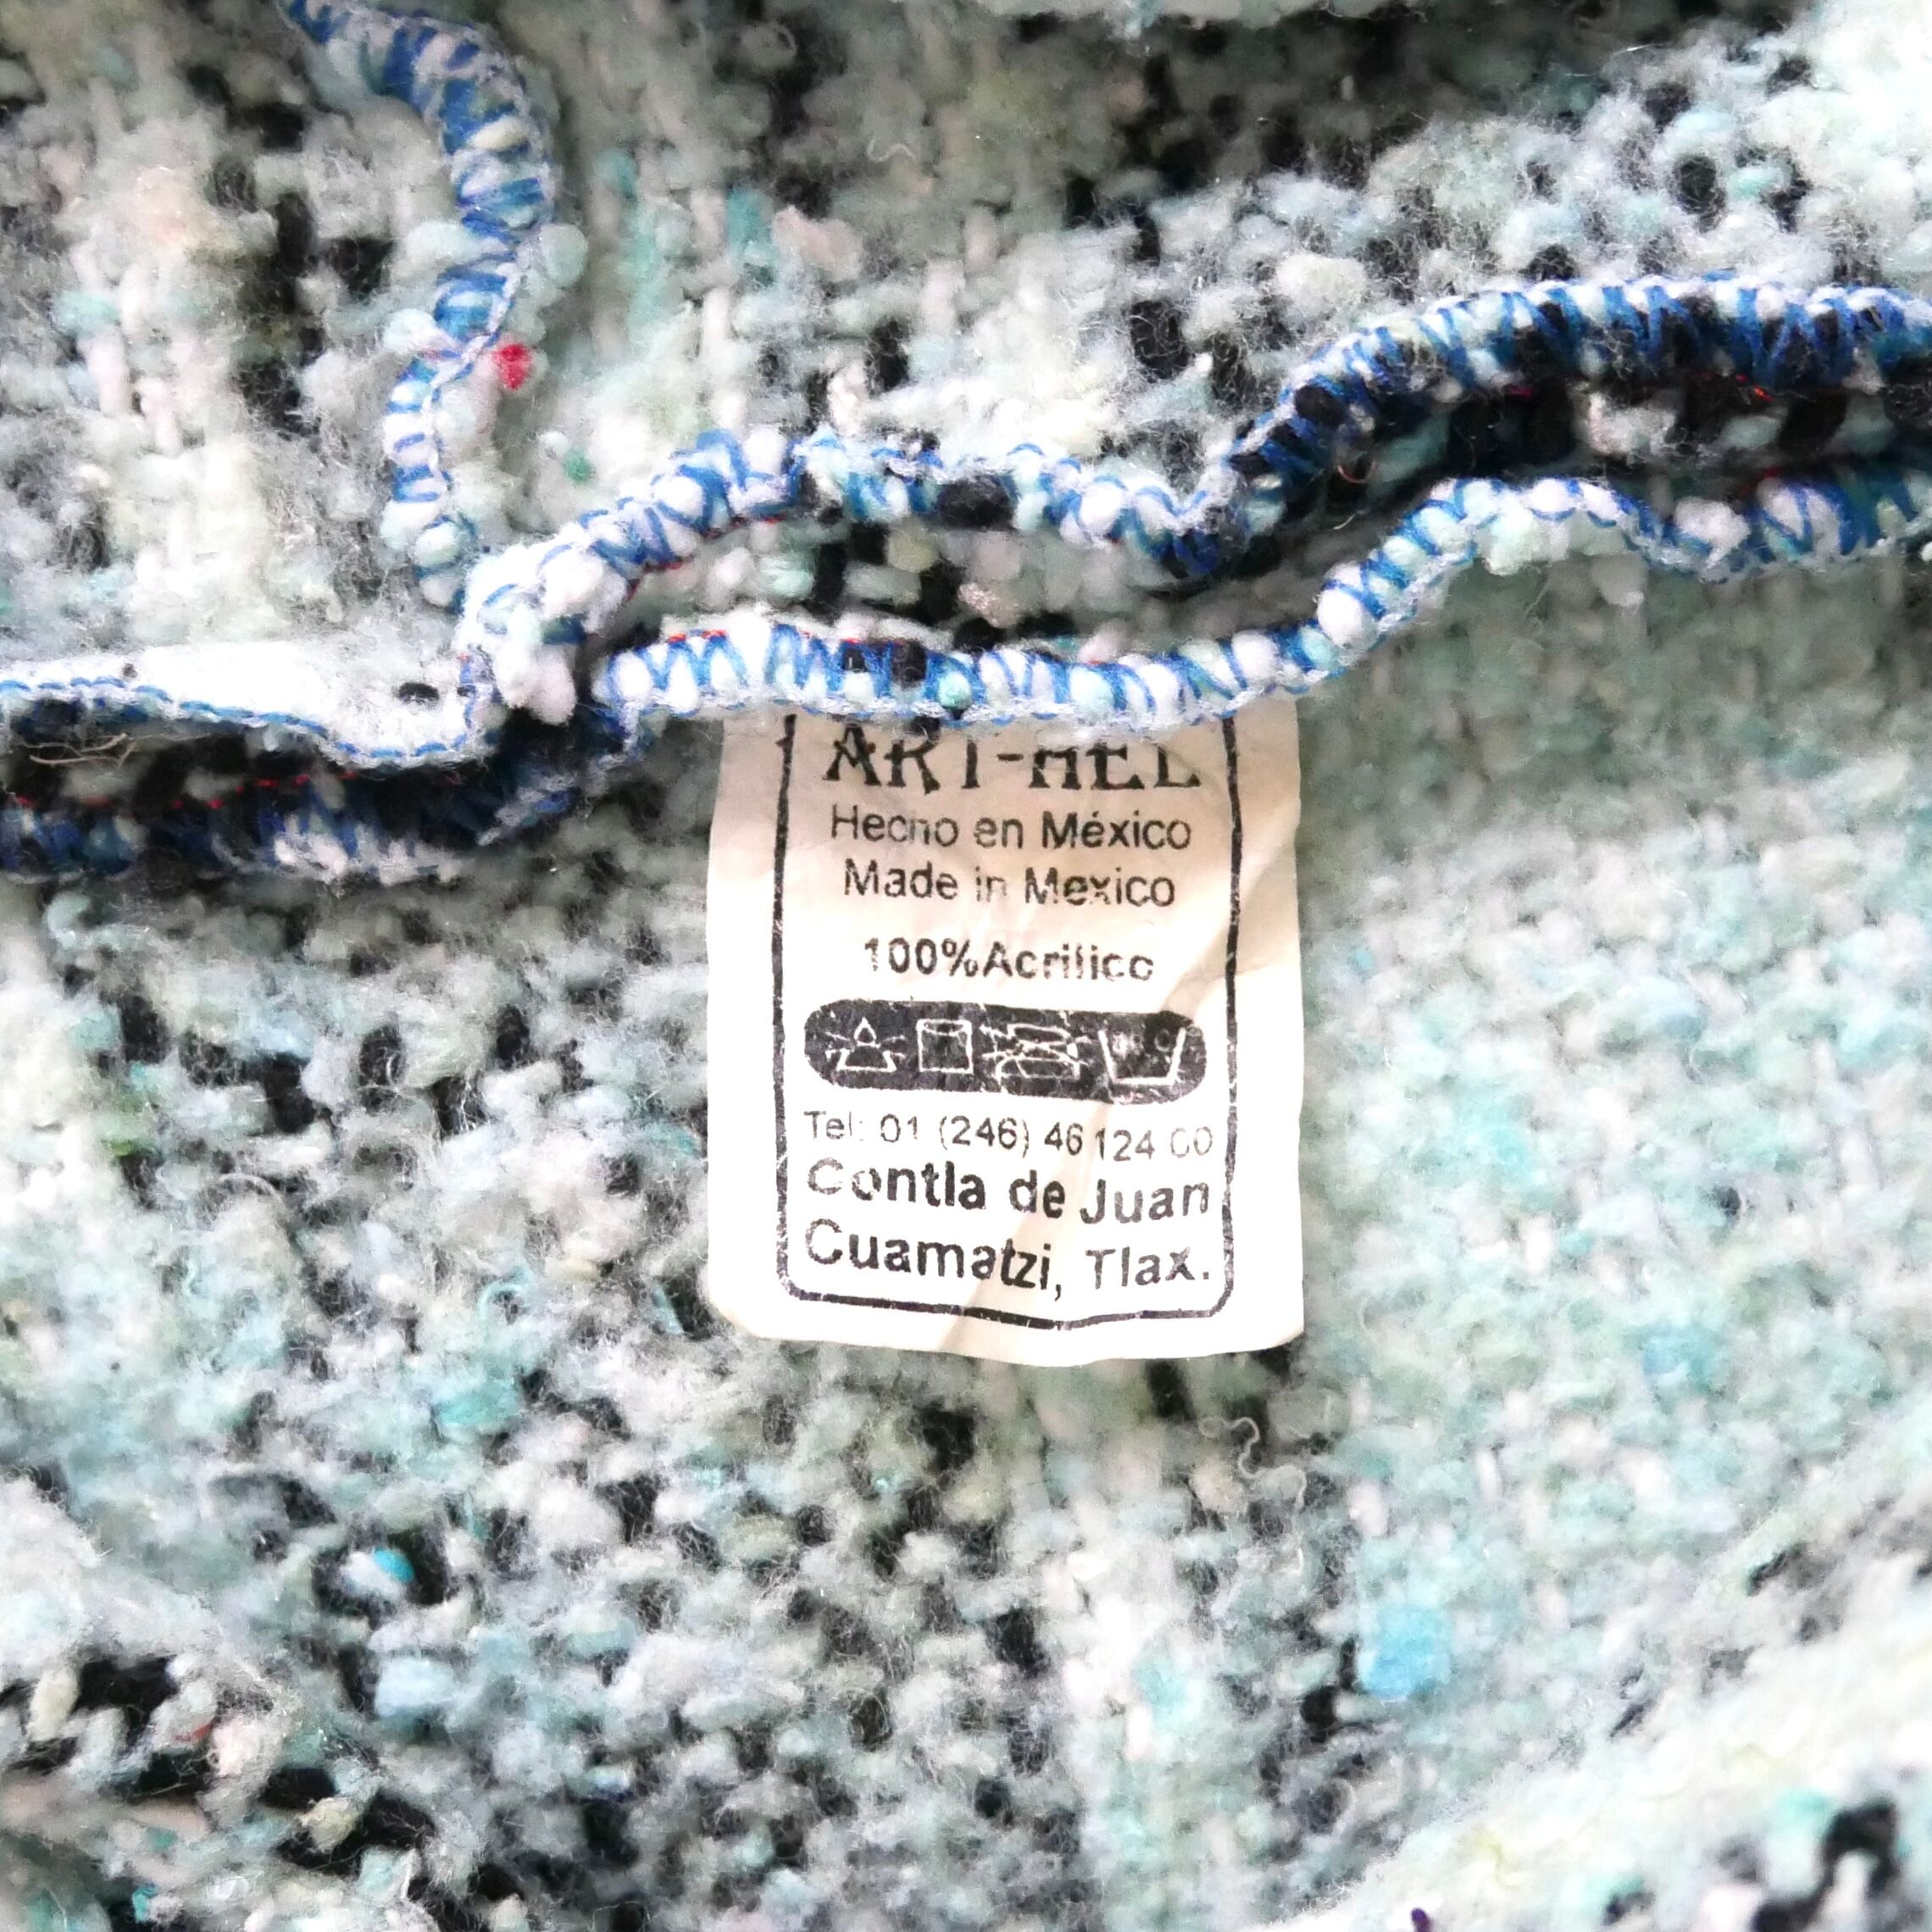 ART-HEL
Hecho en México
Made in Mexico
100%Acrilico
Tel: 01 (246) 46 124 00
Contla de Juan
Cuamatzi, Tlax.